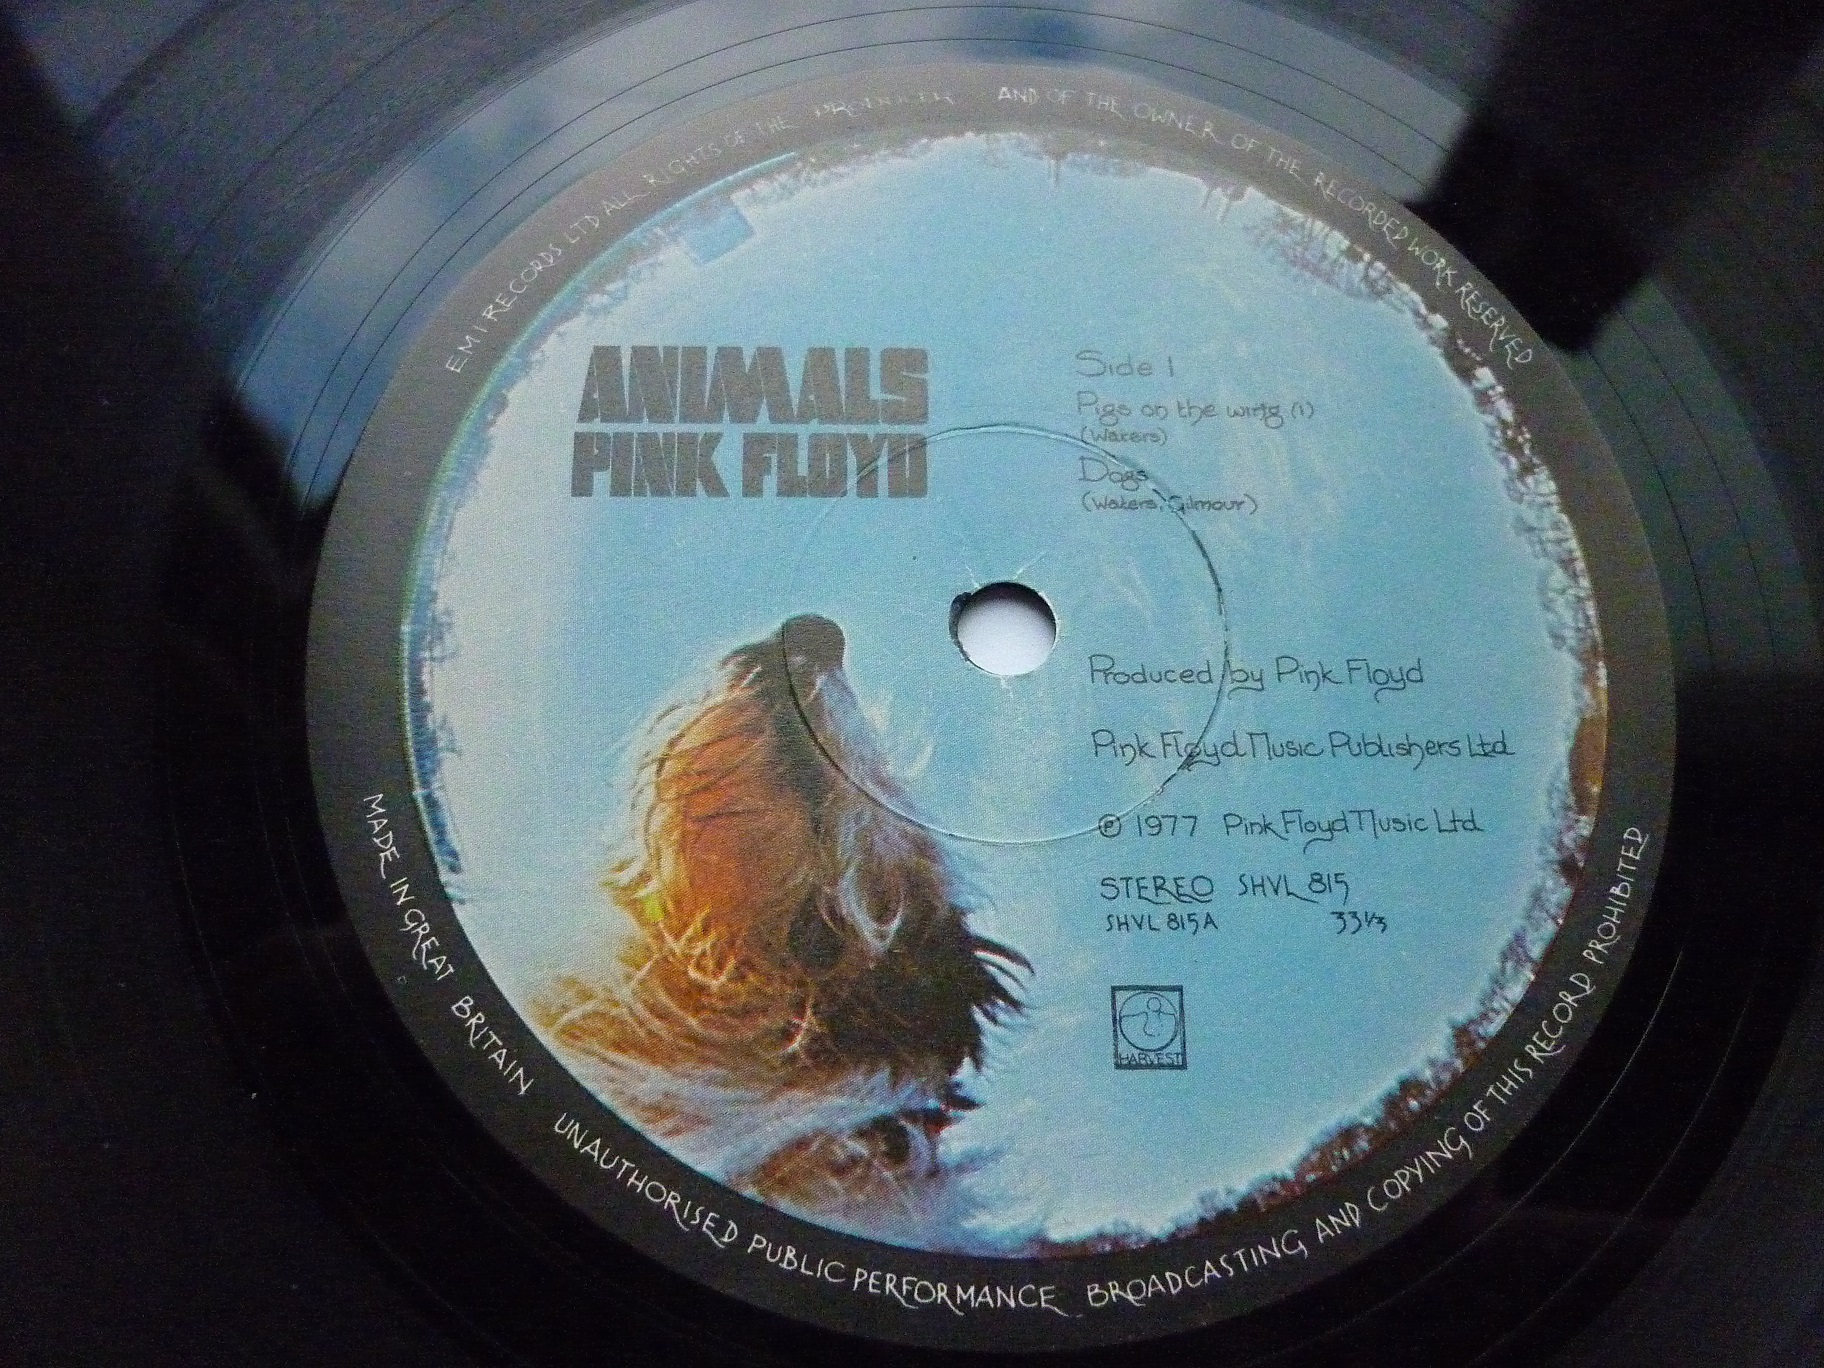 EMI RECORDS LTD ALL RIGHTS OF THE PRODUCER AND OF THE OWNER OF THE RECORDED WORK RESERVED
ANIMALS
PINK FLOYD
Side 1
Pigs on the wing (1)
(Waters)
Dogs
(Waters, Gilmour)
Produced by Pink Floyd
Pink Floyd Music Publishers Ltd
℗ 1977 Pink Floyd Music Ltd
STEREO SHVL 815
SHVL 815A 33⅓
HARVEST
MADE IN GREAT BRITAIN UNAUTHORISED PUBLIC PERFORMANCE BROADCASTING AND COPYING OF THIS RECORD PROHIBITED